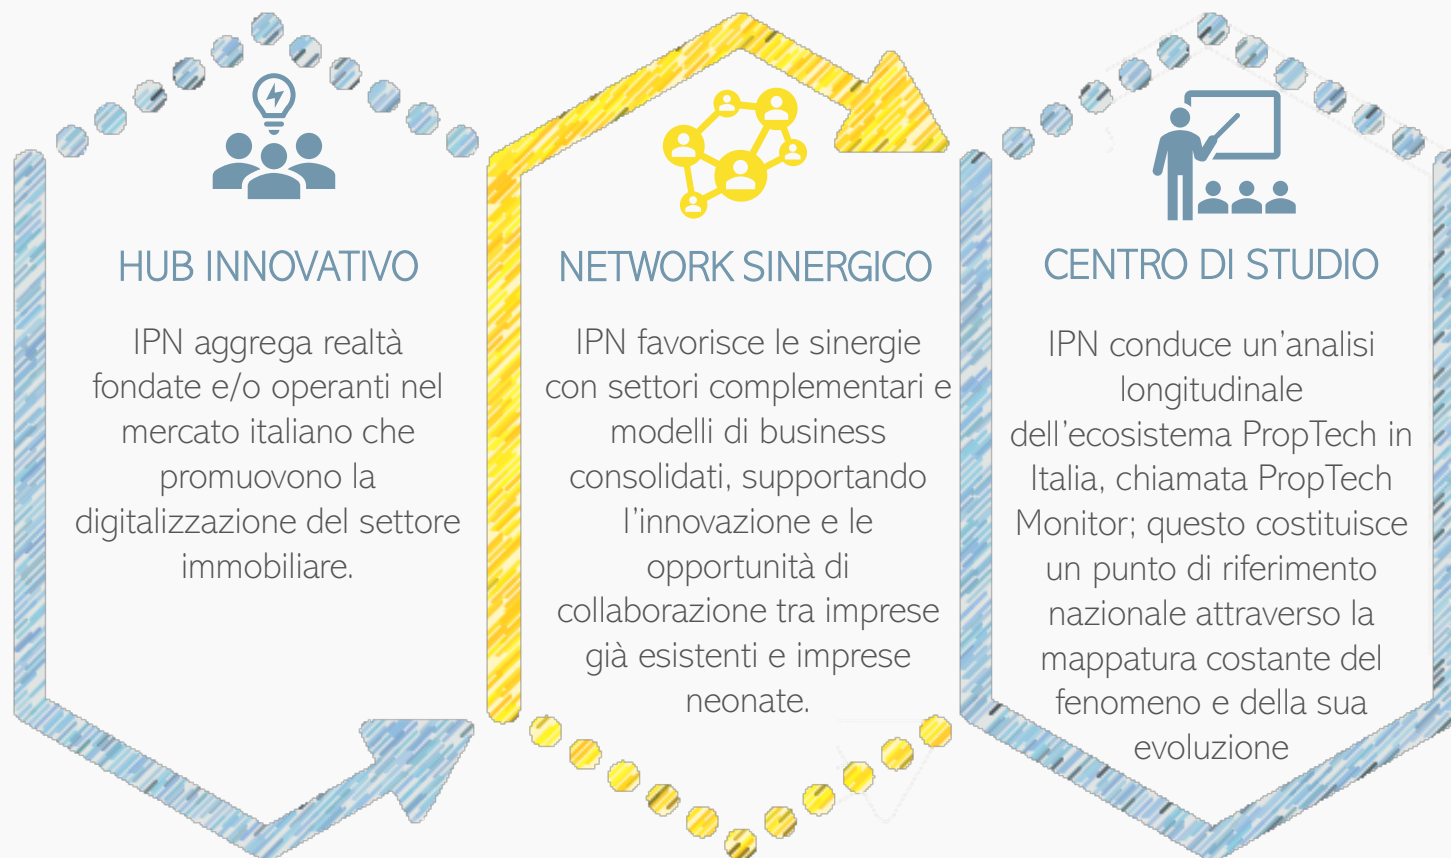 HUB INNOVATIVO
IPN aggrega realtà
fondate e/o operanti nel
mercato italiano che
promuovono la
digitalizzazione del settore
immobiliare.
NETWORK SINERGICO
IPN favorisce le sinergie
con settori complementari e
modelli di business
consolidati, supportando
l'innovazione e le
opportunità di
collaborazione tra imprese
già esistenti e imprese
neonate.
CENTRO DI STUDIO
IPN conduce un'analisi
longitudinale
dell'ecosistema PropTech in
Italia, chiamata PropTech
Monitor; questo costituisce
un punto di riferimento
nazionale attraverso la
mappatura costante del
fenomeno e della sua
evoluzione